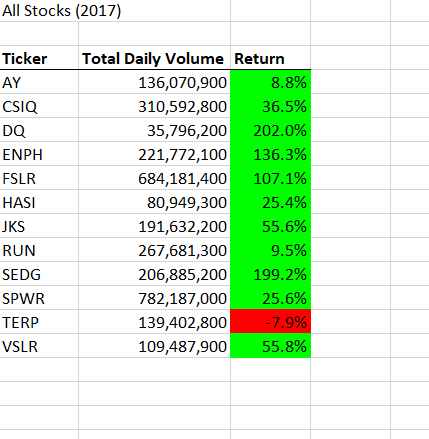 All Stocks (2017)
Ticker Total Daily Volume Return
AY 136,070,900 8.8%
CSIQ 310,592,800 36.5%
DQ 35,796,200 202.0%
ENPH 221,772,100 136.3%
FSLR 684,181,400 107.1%
HASI 80,949,300 25.4%
JKS 191,632,200 55.6%
RUN 267,681,300 9.5%
SEDG 206,885,200 199.2%
SPWR 782,187,000 25.6%
TERP 139,402,800 -7.9%
VSLR 109,487,900 55.8%